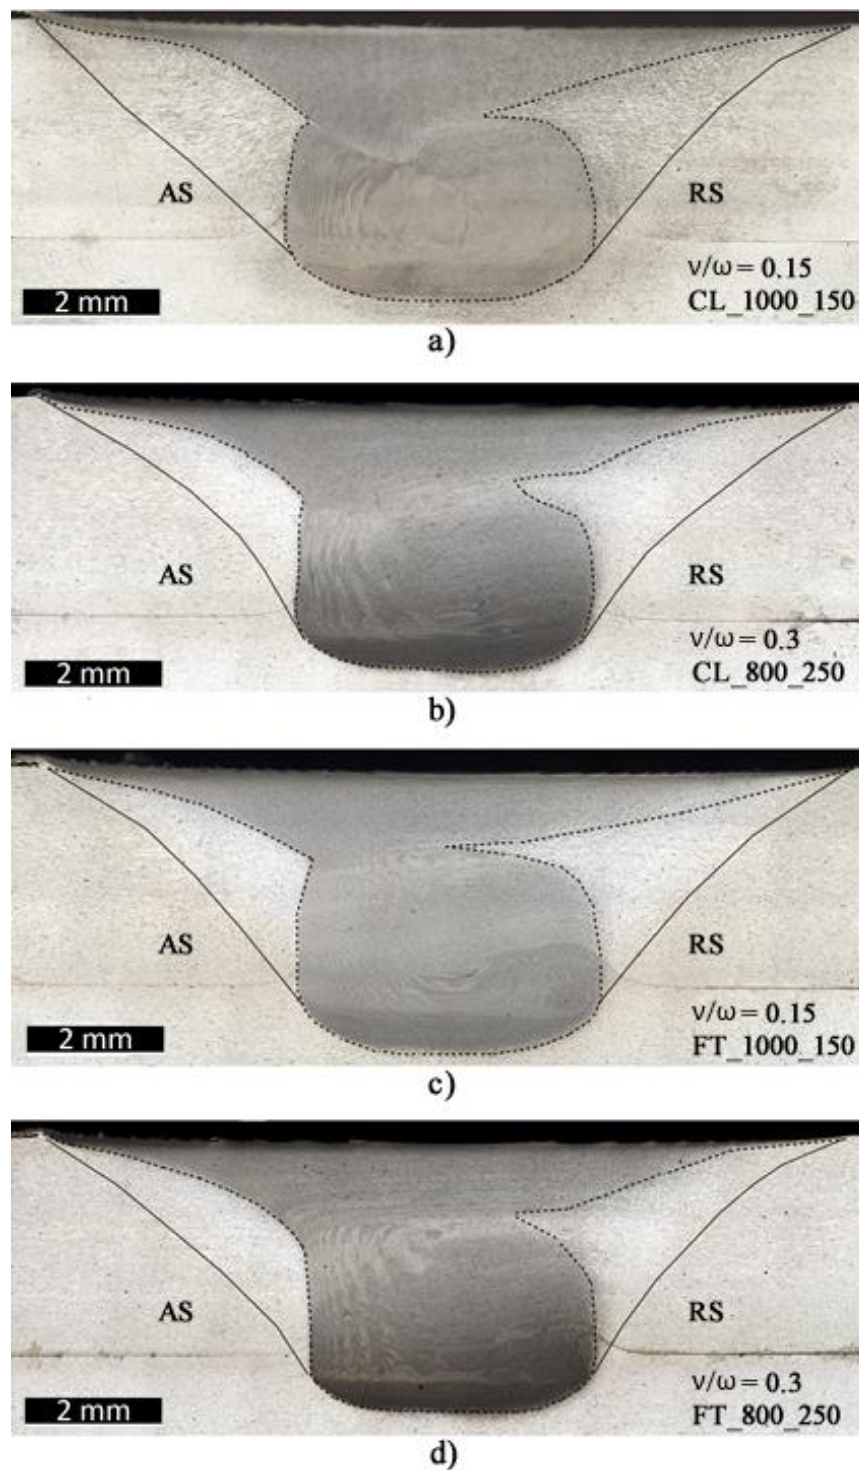 AS RS
ν/ω = 0.15
2 mm CL_1000_150
a)
AS RS
ν/ω = 0.3
2 mm CL_800_250
b)
AS RS
ν/ω = 0.15
2 mm FT_1000_150
c)
AS RS
ν/ω = 0.3
2 mm FT_800_250
d)